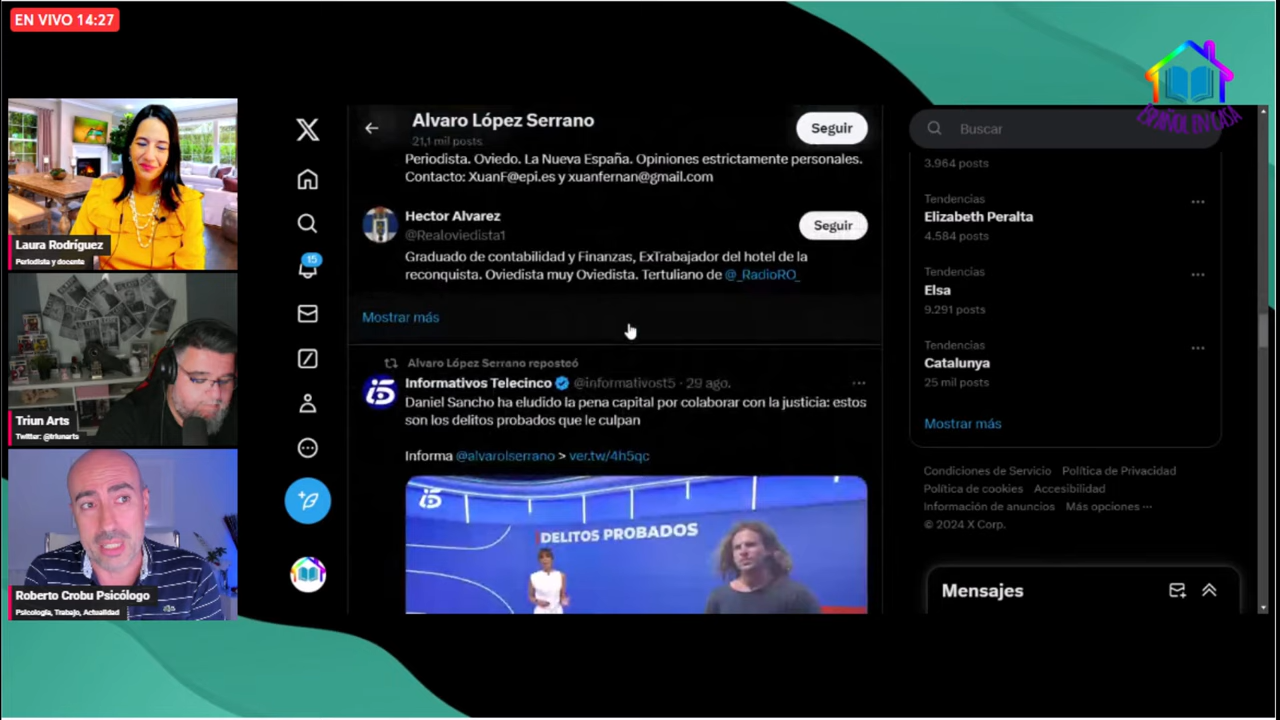 EN VIVO 14:27
ESPAÑOL EN CASA
Laura Rodríguez
Periodista y docente
Triun Arts
Twitter: @triunarts
Roberto Crobu Psicólogo
Psicología, Trabajo, Actualidad
15
Alvaro López Serrano
21,1 mil posts
Seguir
Periodista. Oviedo. La Nueva España. Opiniones estrictamente personales.
Contacto: XuanF@epi.es y xuanfernan@gmail.com
Hector Alvarez
@Realoviedista1
Seguir
Graduado de contabilidad y Finanzas, ExTrabajador del hotel de la
reconquista. Oviedista muy Oviedista. Tertuliano de @_RadioRO_
Mostrar más
Alvaro López Serrano reposteó
Informativos Telecinco @informativost5 · 29 ago.
Daniel Sancho ha eludido la pena capital por colaborar con la justicia: estos
son los delitos probados que le culpan
Informa @alvarolserrano > ver.tw/4h5qc
DELITOS PROBADOS
Buscar
3.964 posts
Tendencias
Elizabeth Peralta
4.584 posts
Tendencias
Elsa
9.291 posts
Tendencias
Catalunya
25 mil posts
Mostrar más
Condiciones de Servicio Política de Privacidad
Política de cookies Accesibilidad
Información de anuncios Más opciones ···
© 2024 X Corp.
Mensajes